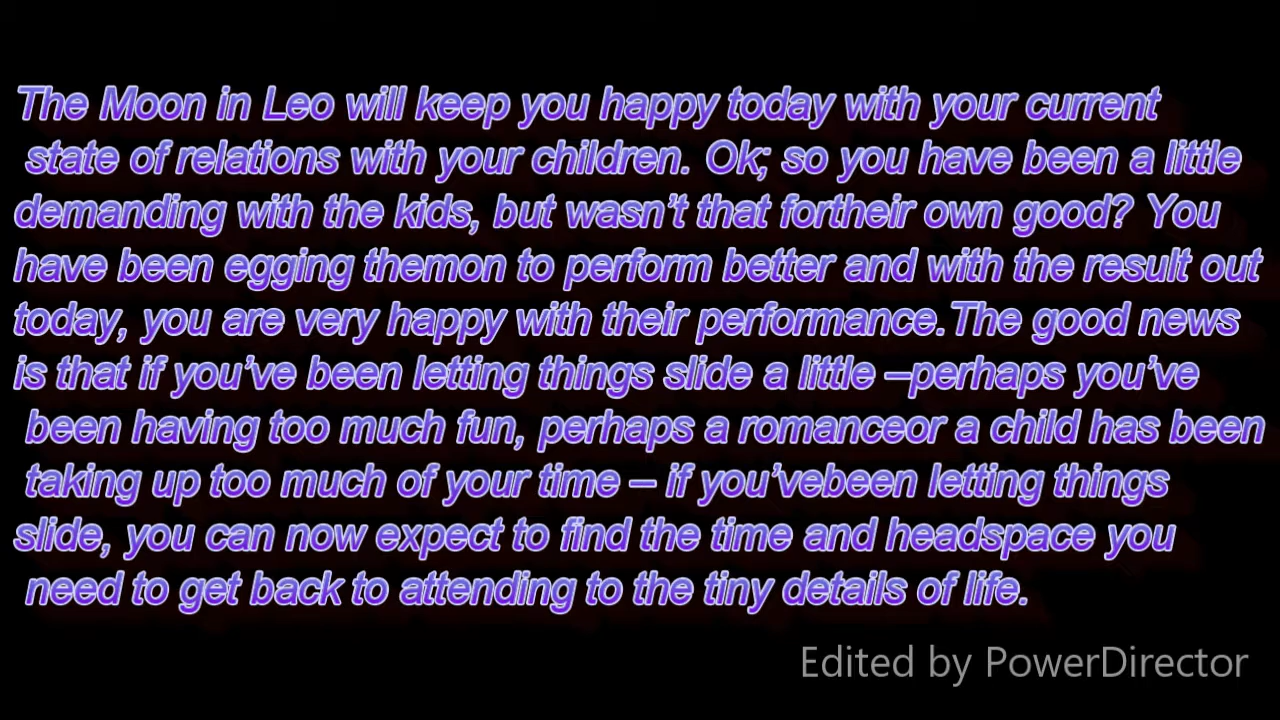 The Moon in Leo will keep you happy today with your current
state of relations with your children. Ok; so you have been a little
demanding with the kids, but wasn’t that fortheir own good? You
have been egging themon to perform better and with the result out
today, you are very happy with their performance.The good news
is that if you’ve been letting things slide a little –perhaps you’ve
been having too much fun, perhaps a romanceor a child has been
taking up too much of your time – if you’vebeen letting things
slide, you can now expect to find the time and headspace you
need to get back to attending to the tiny details of life.
Edited by PowerDirector